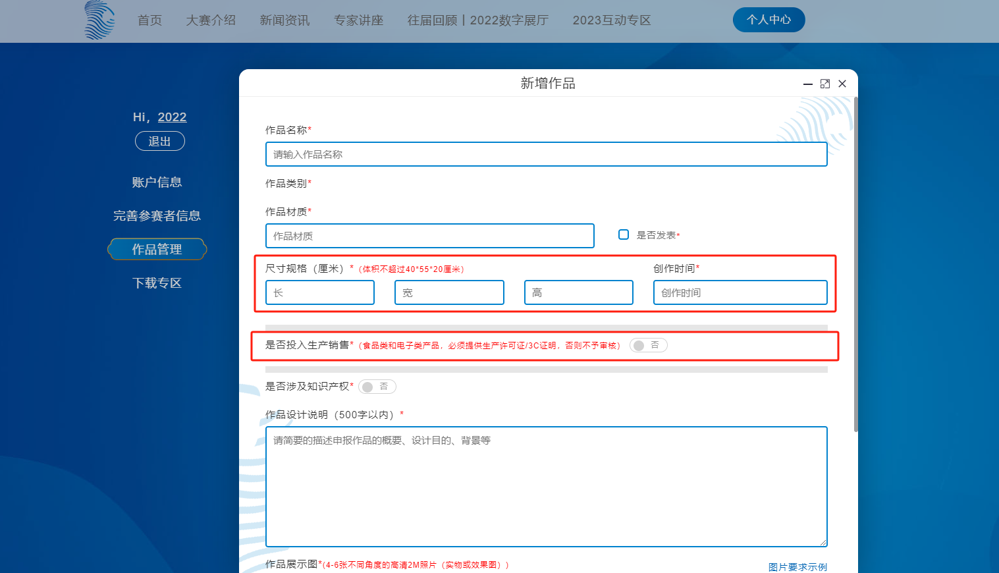 首页 大赛介绍 新闻资讯 专家讲座 往届回顾丨2022数字展厅 2023互动专区 个人中心
新增作品
Hi，2022
退出
账户信息
完善参赛者信息
作品管理
下载专区
作品名称*
请输入作品名称
作品类别*
作品材质*
作品材质 是否发表*
尺寸规格（厘米）*（体积不超过40*55*20厘米） 创作时间*
长 宽 高 创作时间
是否投入生产销售*（食品类和电子类产品，必须提供生产许可证/3C证明，否则不予审核） 否
是否涉及知识产权* 否
作品设计说明（500字以内）*
请简要的描述申报作品的概要、设计目的、背景等
作品展示图*(4-6张不同角度的高清2M照片（实物或效果图）)
图片要求示例